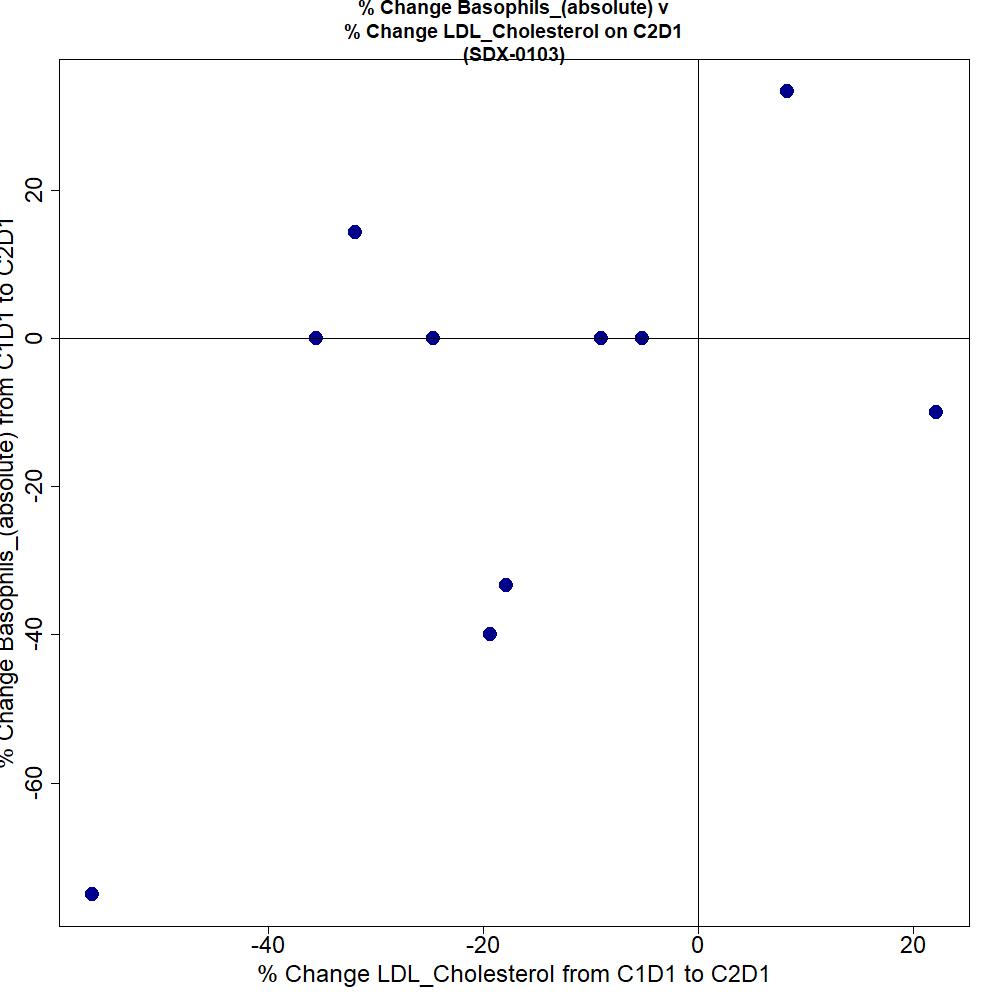 % Change Basophils_(absolute) v
% Change LDL_Cholesterol on C2D1
(SDX-0103)
% Change Basophils_(absolute) from C1D1 to C2D1
20
0
-20
-40
-60
-40
-20
0
20
% Change LDL_Cholesterol from C1D1 to C2D1